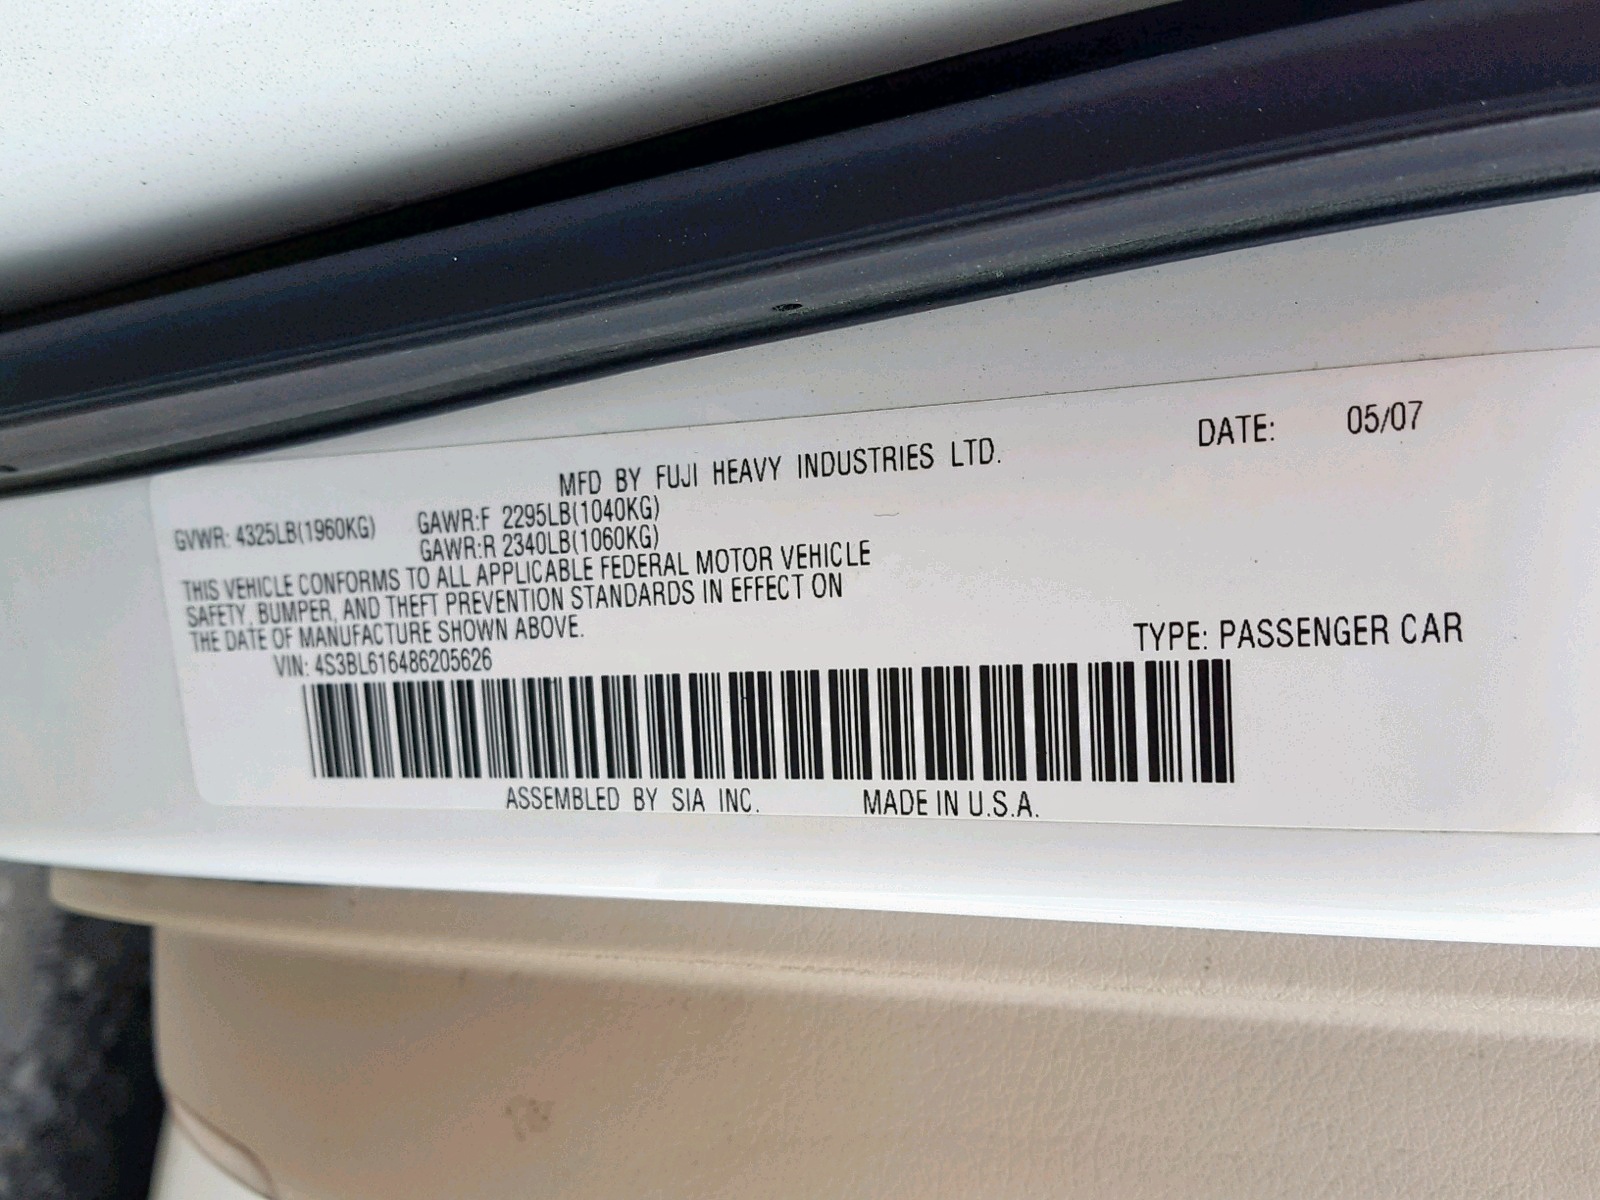 DATE: 05/07
MFD BY FUJI HEAVY INDUSTRIES LTD.
GVWR: 4325LB(1960KG) GAWR:F 2295LB(1040KG)
GAWR:R 2340LB(1060KG)
THIS VEHICLE CONFORMS TO ALL APPLICABLE FEDERAL MOTOR VEHICLE
SAFETY, BUMPER, AND THEFT PREVENTION STANDARDS IN EFFECT ON
THE DATE OF MANUFACTURE SHOWN ABOVE.
VIN: 4S3BL616486205626
TYPE: PASSENGER CAR
ASSEMBLED BY SIA INC. MADE IN U.S.A.